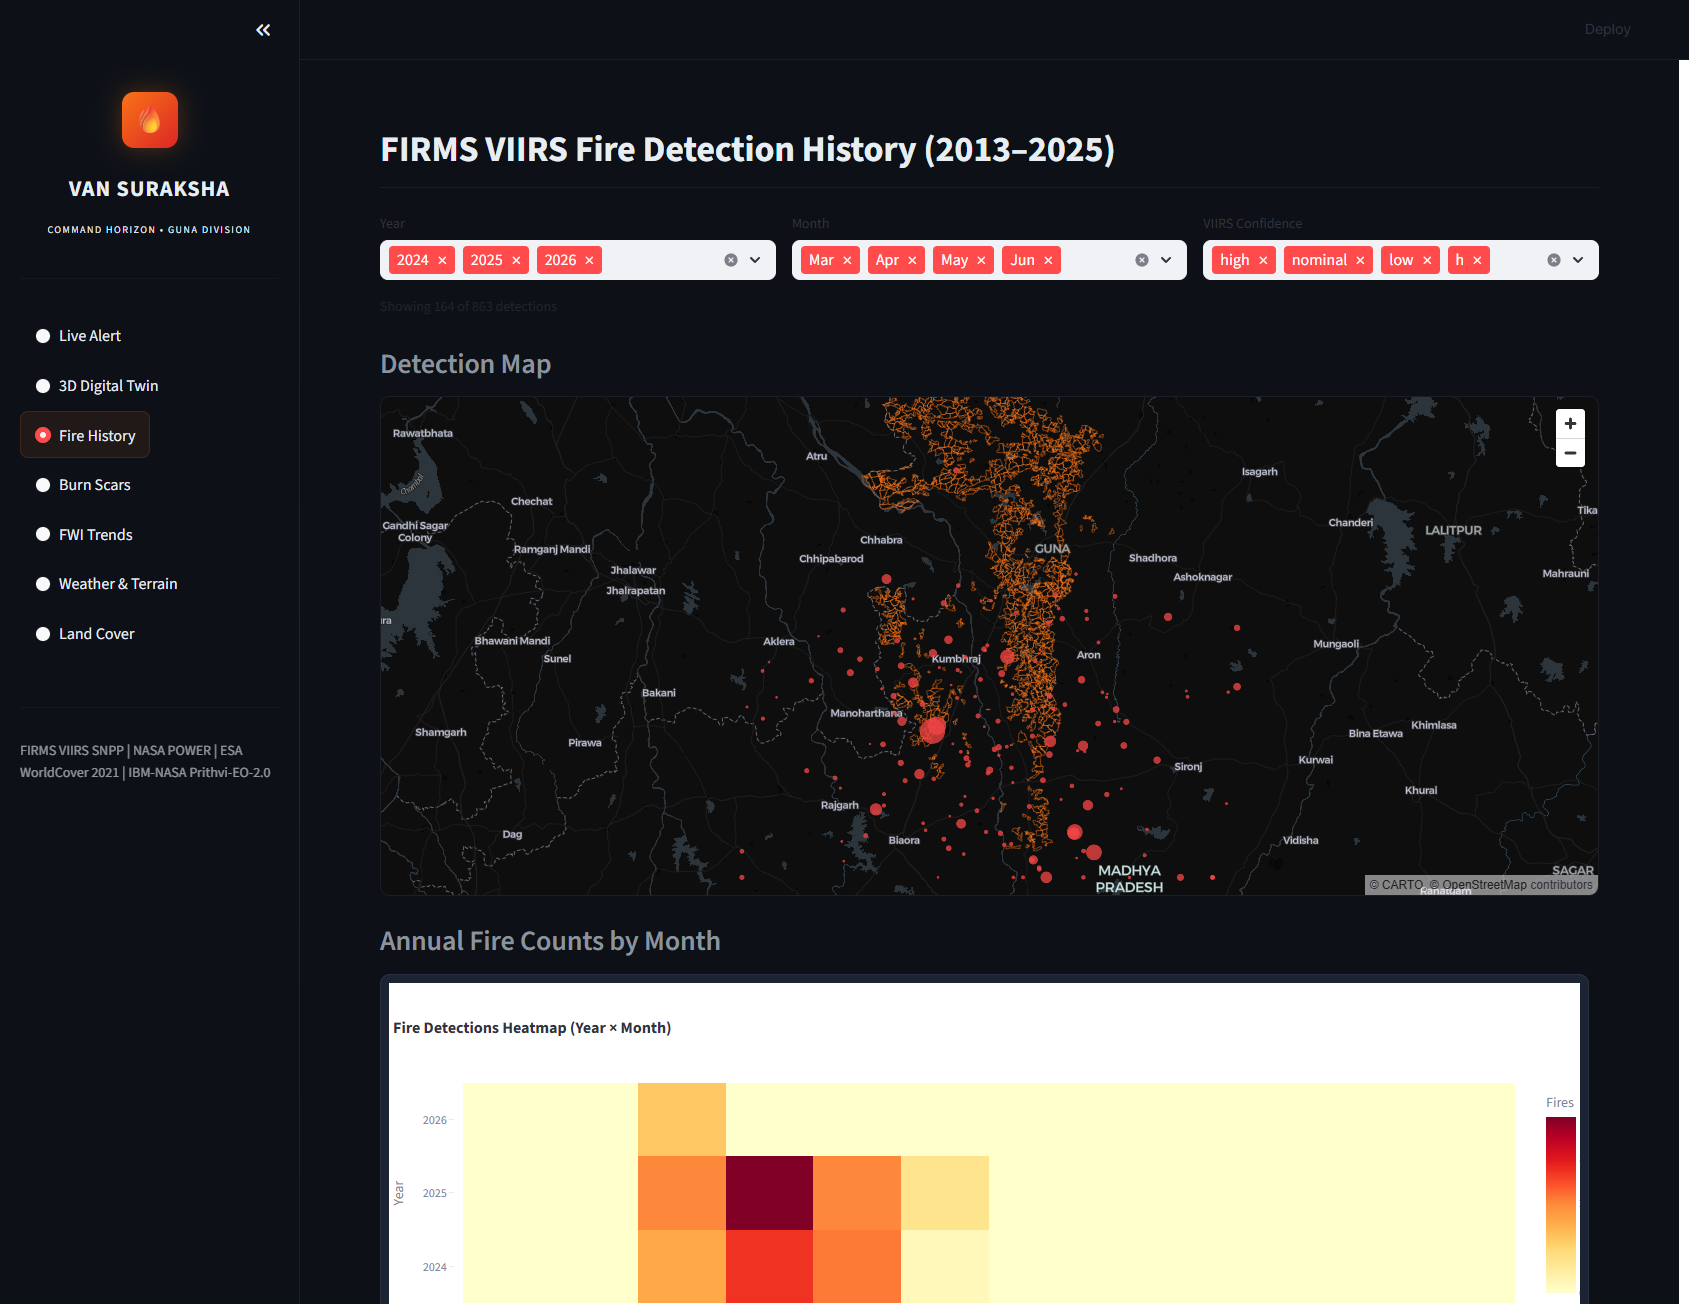 Deploy
VAN SURAKSHA
COMMAND HORIZON • GUNA DIVISION
Live Alert
3D Digital Twin
Fire History
Burn Scars
FWI Trends
Weather & Terrain
Land Cover
FIRMS VIIRS SNPP | NASA POWER | ESA
WorldCover 2021 | IBM-NASA Prithvi-EO-2.0
FIRMS VIIRS Fire Detection History (2013–2025)
Year
Month
VIIRS Confidence
2024 × 2025 × 2026 ×
Mar × Apr × May × Jun ×
high × nominal × low × h ×
Showing 164 of 863 detections
Detection Map
Rawatbhata
Atru
Isagarh
Chambal
Chechat
Tika
Gandhi Sagar
Colony
Chanderi
LALITPUR
Chhabra
Ramganj Mandi
GUNA
Chhipabarod
Shadhora
Jhalawar
Ashoknagar
Mahrauni
Jhalrapatan
ura
Bhawani Mandi
Aklera
Mungaoli
Sunel
Kumbhraj
Aron
Bakani
Manoharthana
Khimlasa
Shamgarh
Bina Etawa
Pirawa
Kurwai
Sironj
Khurai
Rajgarh
Dag
Biaora
Vidisha
MADHYA
PRADESH
SAGAR
© CARTO, © OpenStreetMap contributors
Annual Fire Counts by Month
Fire Detections Heatmap (Year × Month)
Fires
2026
2025
2024
Year